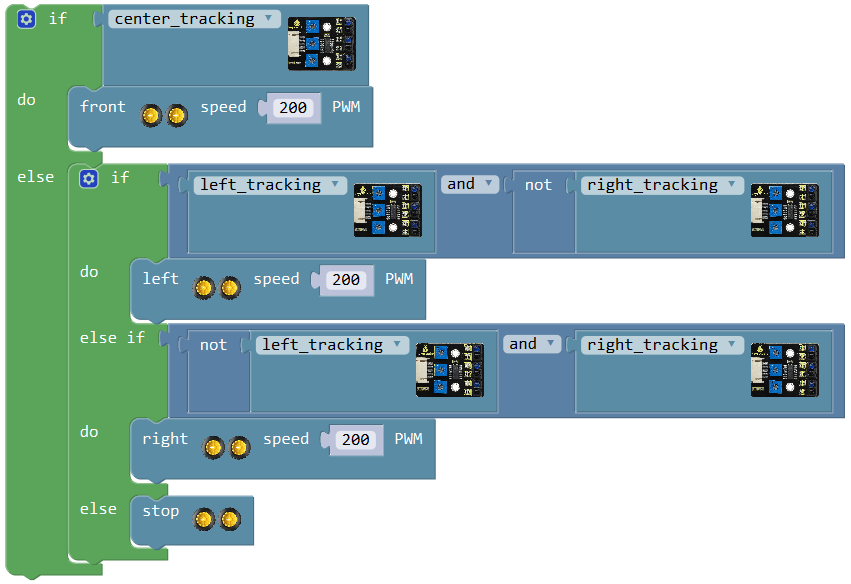 if center_tracking
do front speed 200 PWM
else if left_tracking and not right_tracking
do left speed 200 PWM
else if not left_tracking and right_tracking
do right speed 200 PWM
else stop